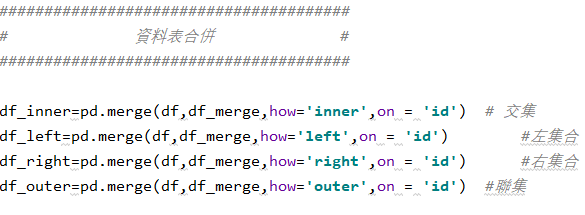 #######################################
# 資料表合併 #
#######################################
df_inner=pd.merge(df,df_merge,how='inner',on = 'id') # 交集
df_left=pd.merge(df,df_merge,how='left',on = 'id') #左集合
df_right=pd.merge(df,df_merge,how='right',on = 'id') #右集合
df_outer=pd.merge(df,df_merge,how='outer',on = 'id') #聯集